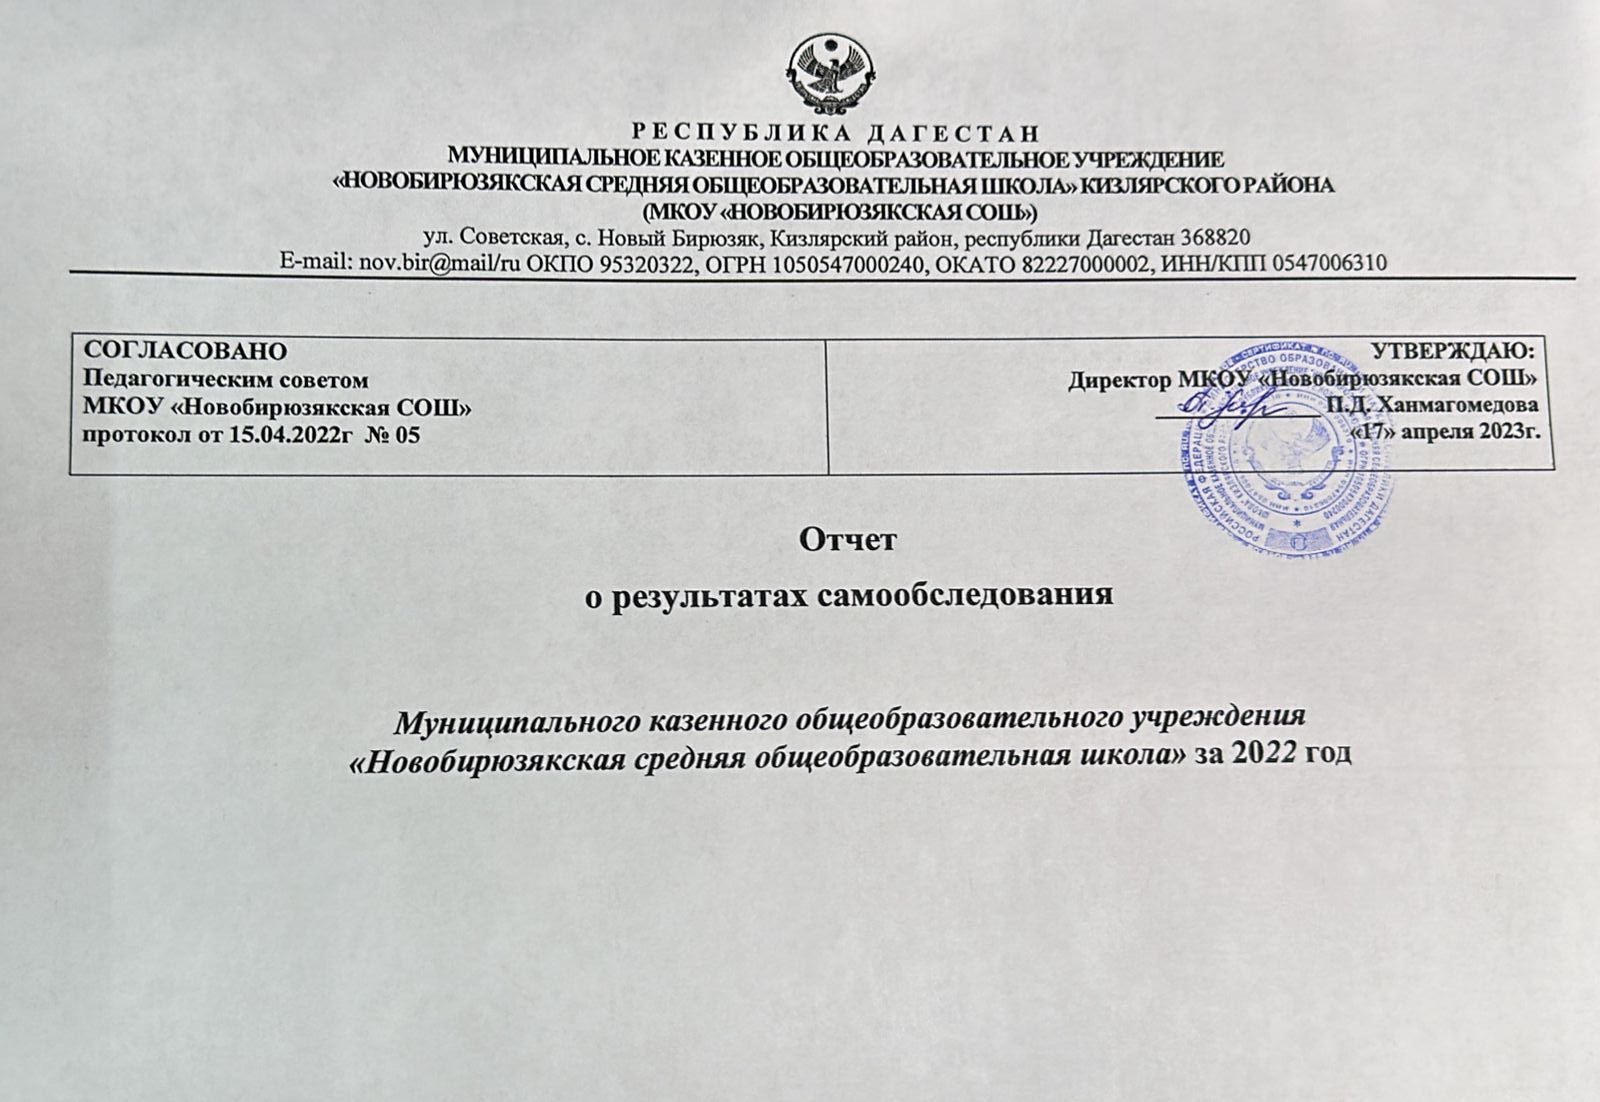 РЕСПУБЛИКА ДАГЕСТАН
МУНИЦИПАЛЬНОЕ КАЗЕННОЕ ОБЩЕОБРАЗОВАТЕЛЬНОЕ УЧРЕЖДЕНИЕ
«НОВОБИРЮЗЯКСКАЯ СРЕДНЯЯ ОБЩЕОБРАЗОВАТЕЛЬНАЯ ШКОЛА» КИЗЛЯРСКОГО РАЙОНА
(МКОУ «НОВОБИРЮЗЯКСКАЯ СОШ»)
ул. Советская, с. Новый Бирюзяк, Кизлярский район, республики Дагестан 368820
E-mail: nov.bir@mail/ru ОКПО 95320322, ОГРН 1050547000240, ОКАТО 82227000002, ИНН/КПП 0547006310
СОГЛАСОВАНО
Педагогическим советом
МКОУ «Новобирюзякская СОШ»
протокол от 15.04.2022г № 05
УТВЕРЖДАЮ:
Директор МКОУ «Новобирюзякская СОШ»
П.Д. Ханмагомедова
«17» апреля 2023г.
Отчет
о результатах самообследования
Муниципального казенного общеобразовательного учреждения
«Новобирюзякская средняя общеобразовательная школа» за 2022 год